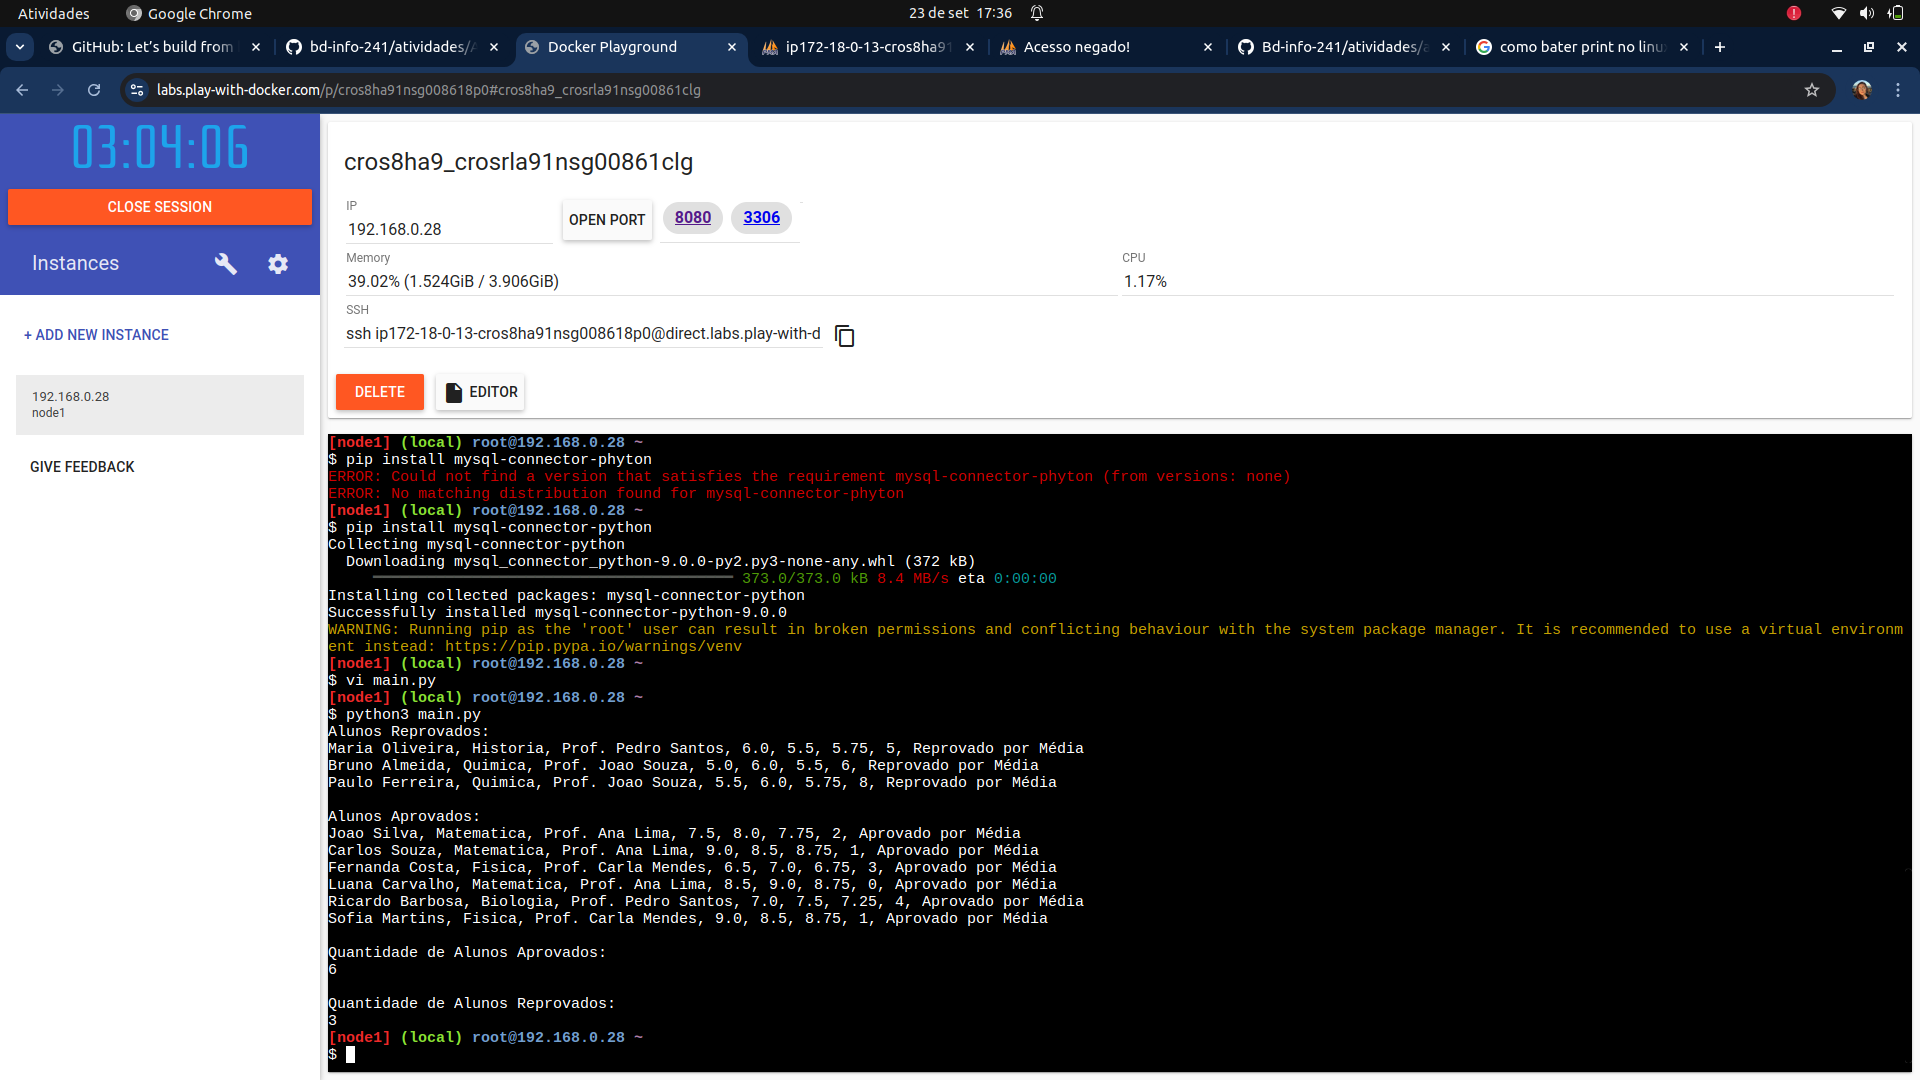 Atividades
Google Chrome
23 de set 17:36
GitHub: Let's build from
bd-info-241/atividades/A
Docker Playground
ip172-18-0-13-cros8ha91
Acesso negado!
Bd-info-241/atividades/a
como bater print no linu
labs.play-with-docker.com/p/cros8ha91nsg008618p0#cros8ha9_crosrla91nsg00861clg
03:04:06
CLOSE SESSION
Instances
+ ADD NEW INSTANCE
192.168.0.28
node1
GIVE FEEDBACK
cros8ha9_crosrla91nsg00861clg
IP
192.168.0.28
OPEN PORT
8080
3306
Memory
39.02% (1.524GiB / 3.906GiB)
CPU
1.17%
SSH
ssh ip172-18-0-13-cros8ha91nsg008618p0@direct.labs.play-with-d
DELETE
EDITOR
[node1] (local) root@192.168.0.28 ~
$ pip install mysql-connector-phyton
ERROR: Could not find a version that satisfies the requirement mysql-connector-phyton (from versions: none)
ERROR: No matching distribution found for mysql-connector-phyton
[node1] (local) root@192.168.0.28 ~
$ pip install mysql-connector-python
Collecting mysql-connector-python
Downloading mysql_connector_python-9.0.0-py2.py3-none-any.whl (372 kB)
373.0/373.0 kB 8.4 MB/s eta 0:00:00
Installing collected packages: mysql-connector-python
Successfully installed mysql-connector-python-9.0.0
WARNING: Running pip as the 'root' user can result in broken permissions and conflicting behaviour with the system package manager. It is recommended to use a virtual environm
ent instead: https://pip.pypa.io/warnings/venv
[node1] (local) root@192.168.0.28 ~
$ vi main.py
[node1] (local) root@192.168.0.28 ~
$ python3 main.py
Alunos Reprovados:
Maria Oliveira, Historia, Prof. Pedro Santos, 6.0, 5.5, 5.75, 5, Reprovado por Média
Bruno Almeida, Quimica, Prof. Joao Souza, 5.0, 6.0, 5.5, 6, Reprovado por Média
Paulo Ferreira, Quimica, Prof. Joao Souza, 5.5, 6.0, 5.75, 8, Reprovado por Média
Alunos Aprovados:
Joao Silva, Matematica, Prof. Ana Lima, 7.5, 8.0, 7.75, 2, Aprovado por Média
Carlos Souza, Matematica, Prof. Ana Lima, 9.0, 8.5, 8.75, 1, Aprovado por Média
Fernanda Costa, Fisica, Prof. Carla Mendes, 6.5, 7.0, 6.75, 3, Aprovado por Média
Luana Carvalho, Matematica, Prof. Ana Lima, 8.5, 9.0, 8.75, 0, Aprovado por Média
Ricardo Barbosa, Biologia, Prof. Pedro Santos, 7.0, 7.5, 7.25, 4, Aprovado por Média
Sofia Martins, Fisica, Prof. Carla Mendes, 9.0, 8.5, 8.75, 1, Aprovado por Média
Quantidade de Alunos Aprovados:
6
Quantidade de Alunos Reprovados:
3
[node1] (local) root@192.168.0.28 ~
$